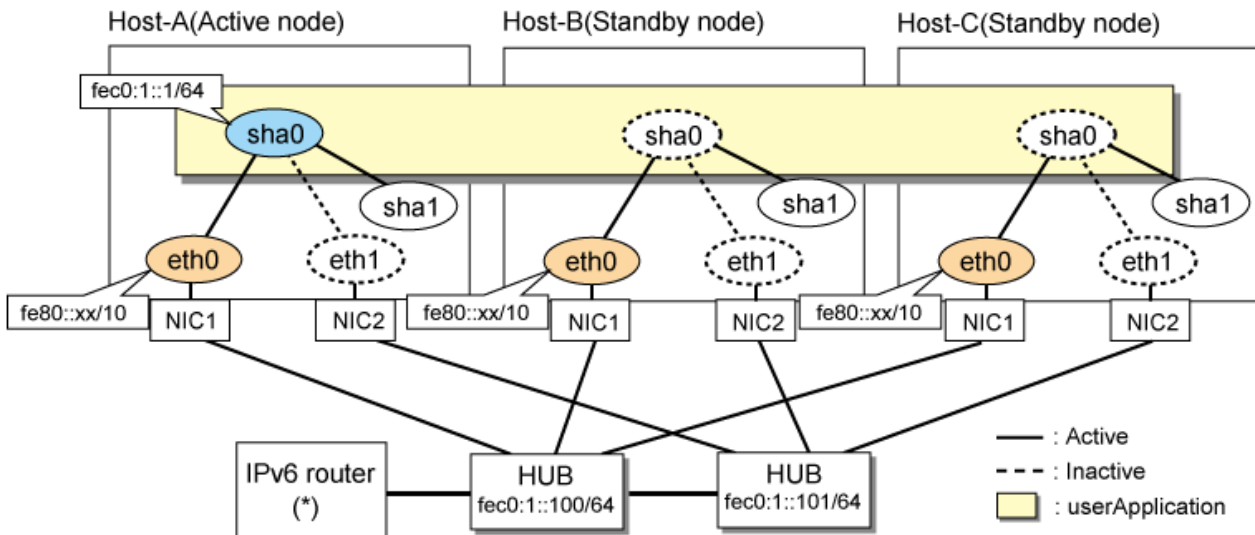 Host-A(Active node)
Host-B(Standby node)
Host-C(Standby node)
fec0:1::1/64
sha0
sha0
sha0
sha1
sha1
sha1
eth0
eth1
eth0
eth1
eth0
eth1
fe80::xx/10
NIC1
NIC2
fe80::xx/10
NIC1
NIC2
fe80::xx/10
NIC1
NIC2
IPv6 router
(*)
HUB
fec0:1::100/64
HUB
fec0:1::101/64
: Active
: Inactive
: userApplication